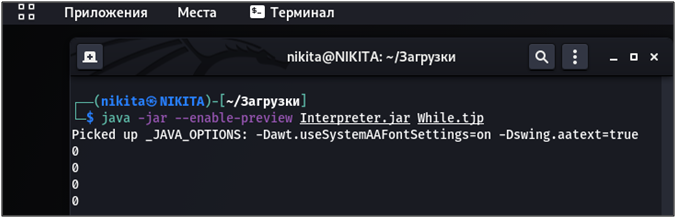 Приложения Места Терминал
nikita@NIKITA: ~/Загрузки
(nikita㉿NIKITA)-[~/Загрузки]
$ java -jar --enable-preview Interpreter.jar While.tjp
Picked up _JAVA_OPTIONS: -Dawt.useSystemAAFontSettings=on -Dswing.aatext=true
0
0
0
0